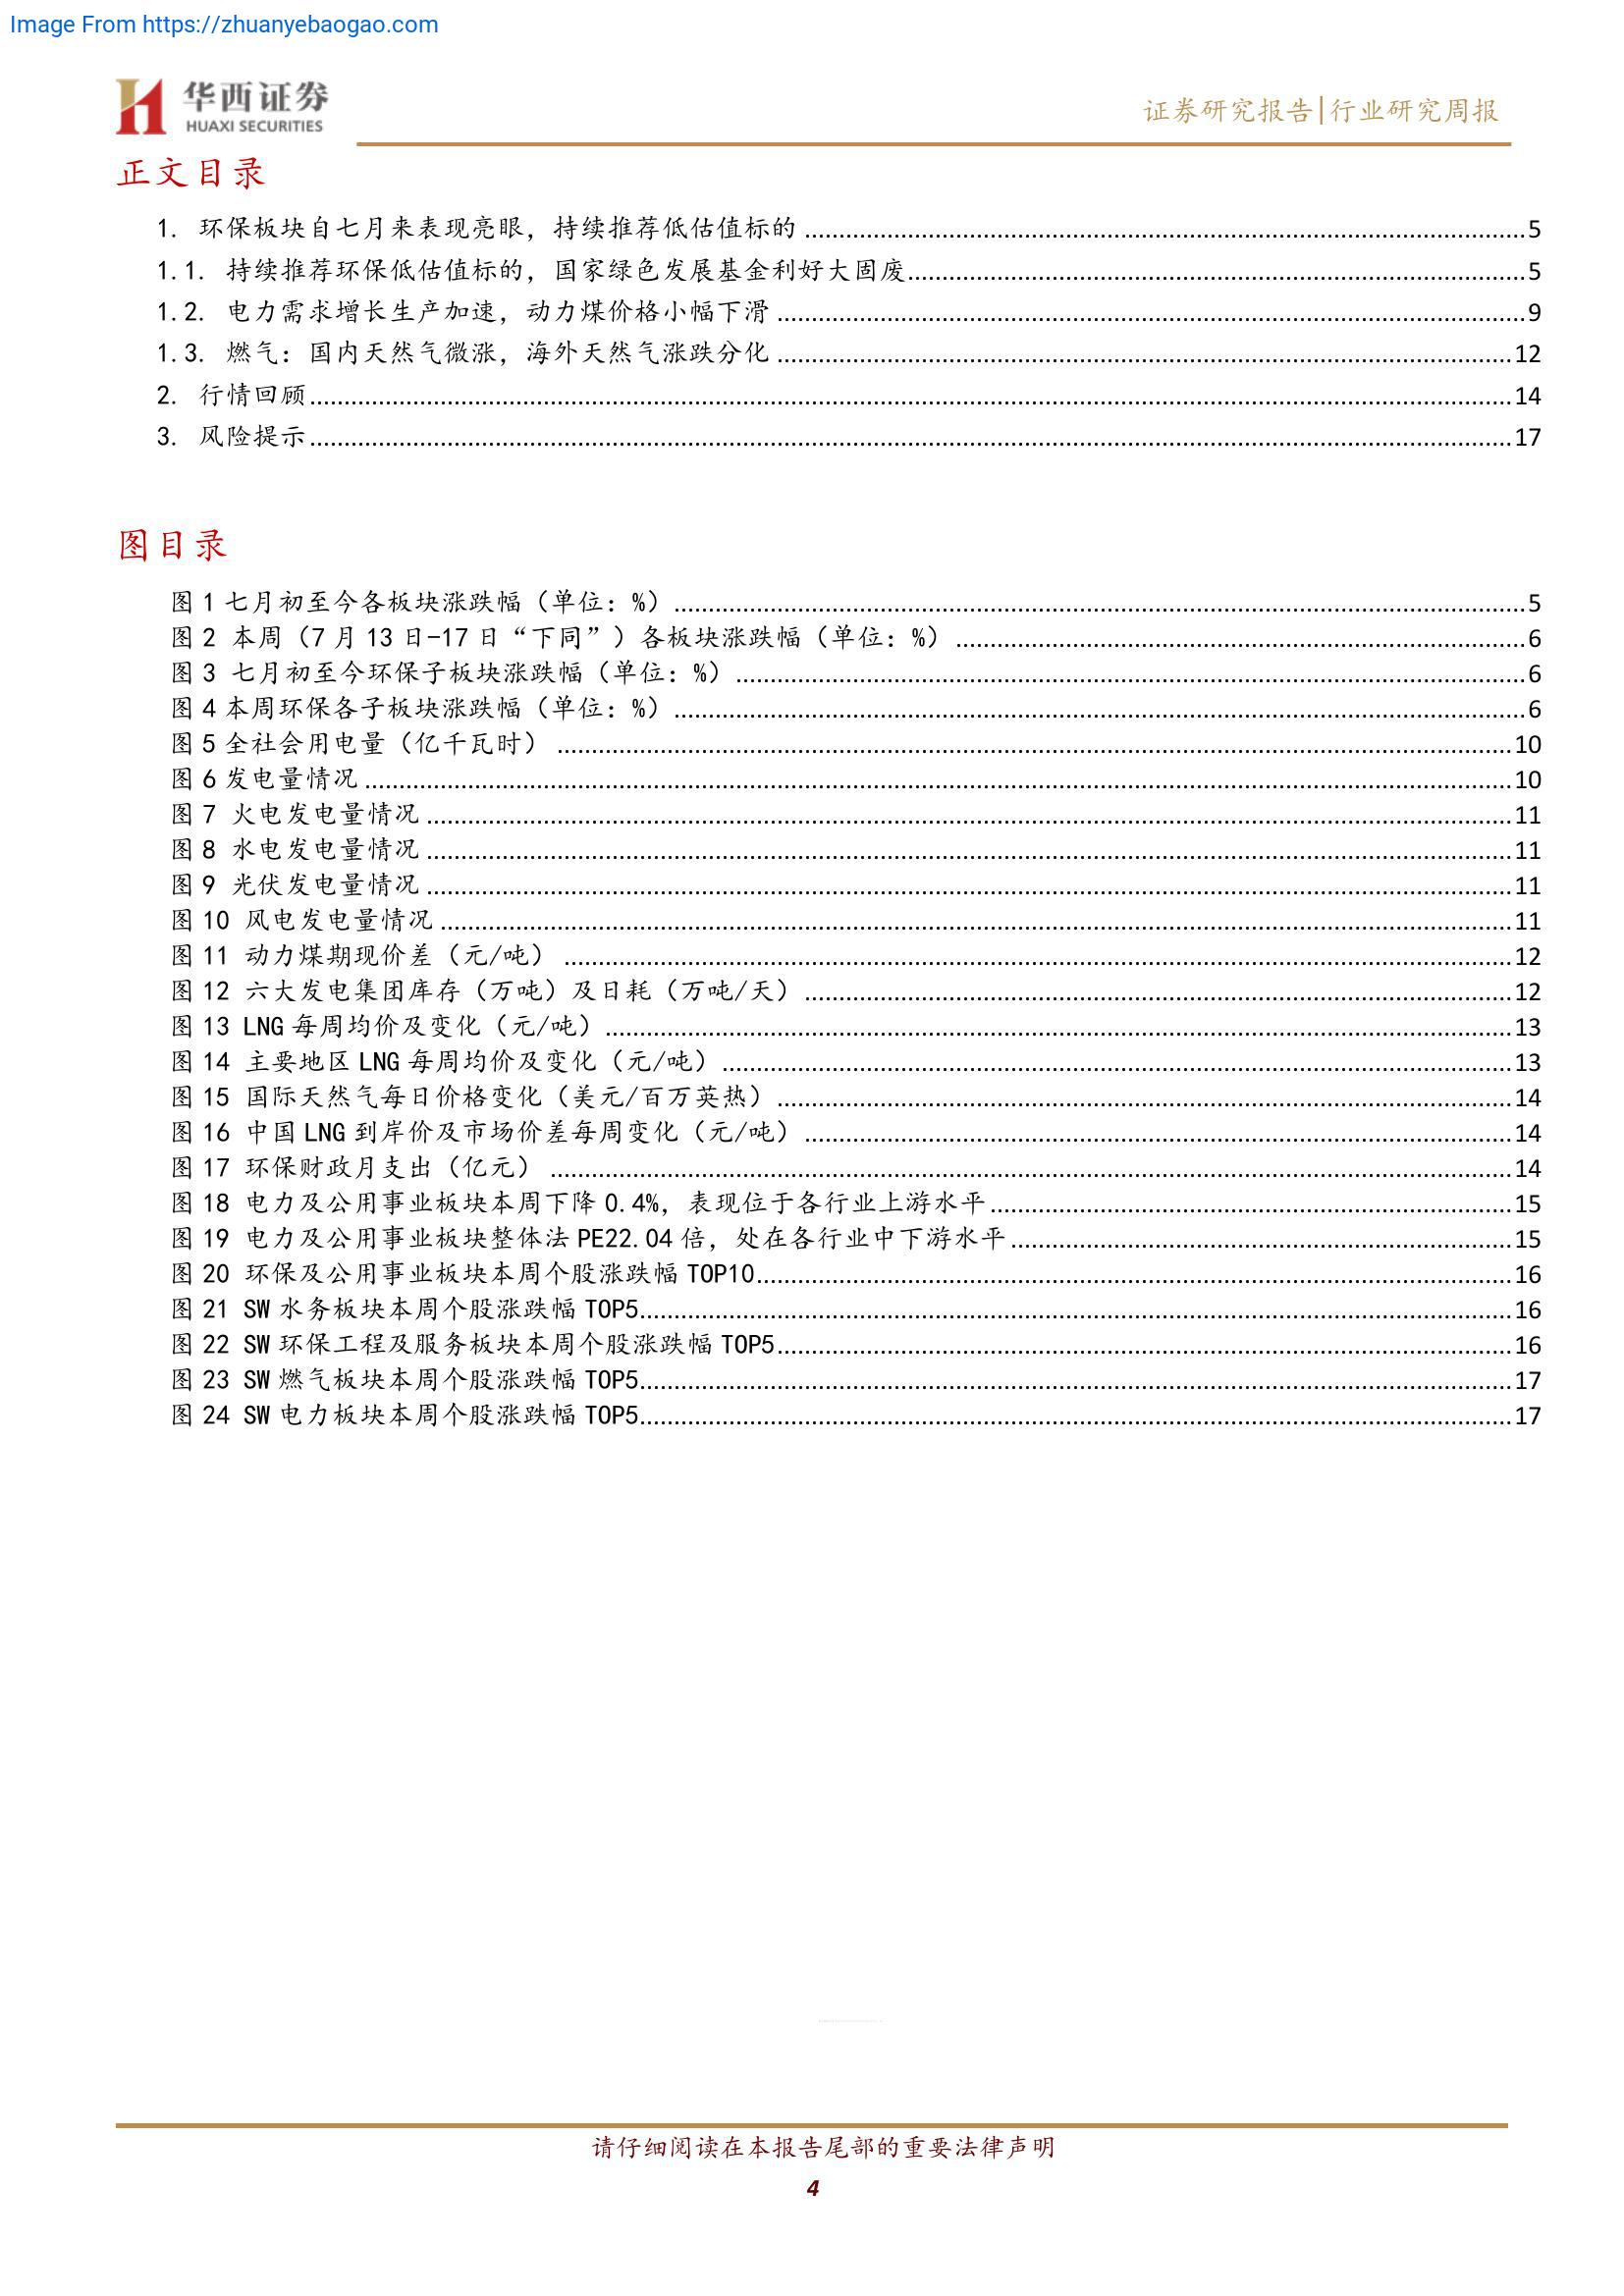 Image From https://zhuanyebaogao.com
华西证券
HUAXI SECURITIES
证券研究报告|行业研究周报
正文目录
1. 环保板块自七月来表现亮眼，持续推荐低估值标的 5
1.1. 持续推荐环保低估值标的，国家绿色发展基金利好大固废 5
1.2. 电力需求增长生产加速，动力煤价格小幅下滑 9
1.3. 燃气：国内天然气微涨，海外天然气涨跌分化 12
2. 行情回顾 14
3. 风险提示 17
图目录
图 1 七月初至今各板块涨跌幅（单位：%） 5
图 2 本周（7 月 13 日-17 日“下同”）各板块涨跌幅（单位：%） 6
图 3 七月初至今环保子板块涨跌幅（单位：%） 6
图 4 本周环保各子板块涨跌幅（单位：%） 6
图 5 全社会用电量（亿千瓦时） 10
图 6 发电量情况 10
图 7 火电发电量情况 11
图 8 水电发电量情况 11
图 9 光伏发电量情况 11
图 10 风电发电量情况 11
图 11 动力煤期现价差（元/吨） 12
图 12 六大发电集团库存（万吨）及日耗（万吨/天） 12
图 13 LNG 每周均价及变化（元/吨） 13
图 14 主要地区 LNG 每周均价及变化（元/吨） 13
图 15 国际天然气每日价格变化（美元/百万英热） 14
图 16 中国 LNG 到岸价及市场价差每周变化（元/吨） 14
图 17 环保财政月支出（亿元） 14
图 18 电力及公用事业板块本周下降 0.4%，表现位于各行业上游水平 15
图 19 电力及公用事业板块整体法 PE22.04 倍，处在各行业中下游水平 15
图 20 环保及公用事业板块本周个股涨跌幅 TOP10 16
图 21 SW 水务板块本周个股涨跌幅 TOP5 16
图 22 SW 环保工程及服务板块本周个股涨跌幅 TOP5 16
图 23 SW 燃气板块本周个股涨跌幅 TOP5 17
图 24 SW 电力板块本周个股涨跌幅 TOP5 17
请仔细阅读在本报告尾部的重要法律声明
4